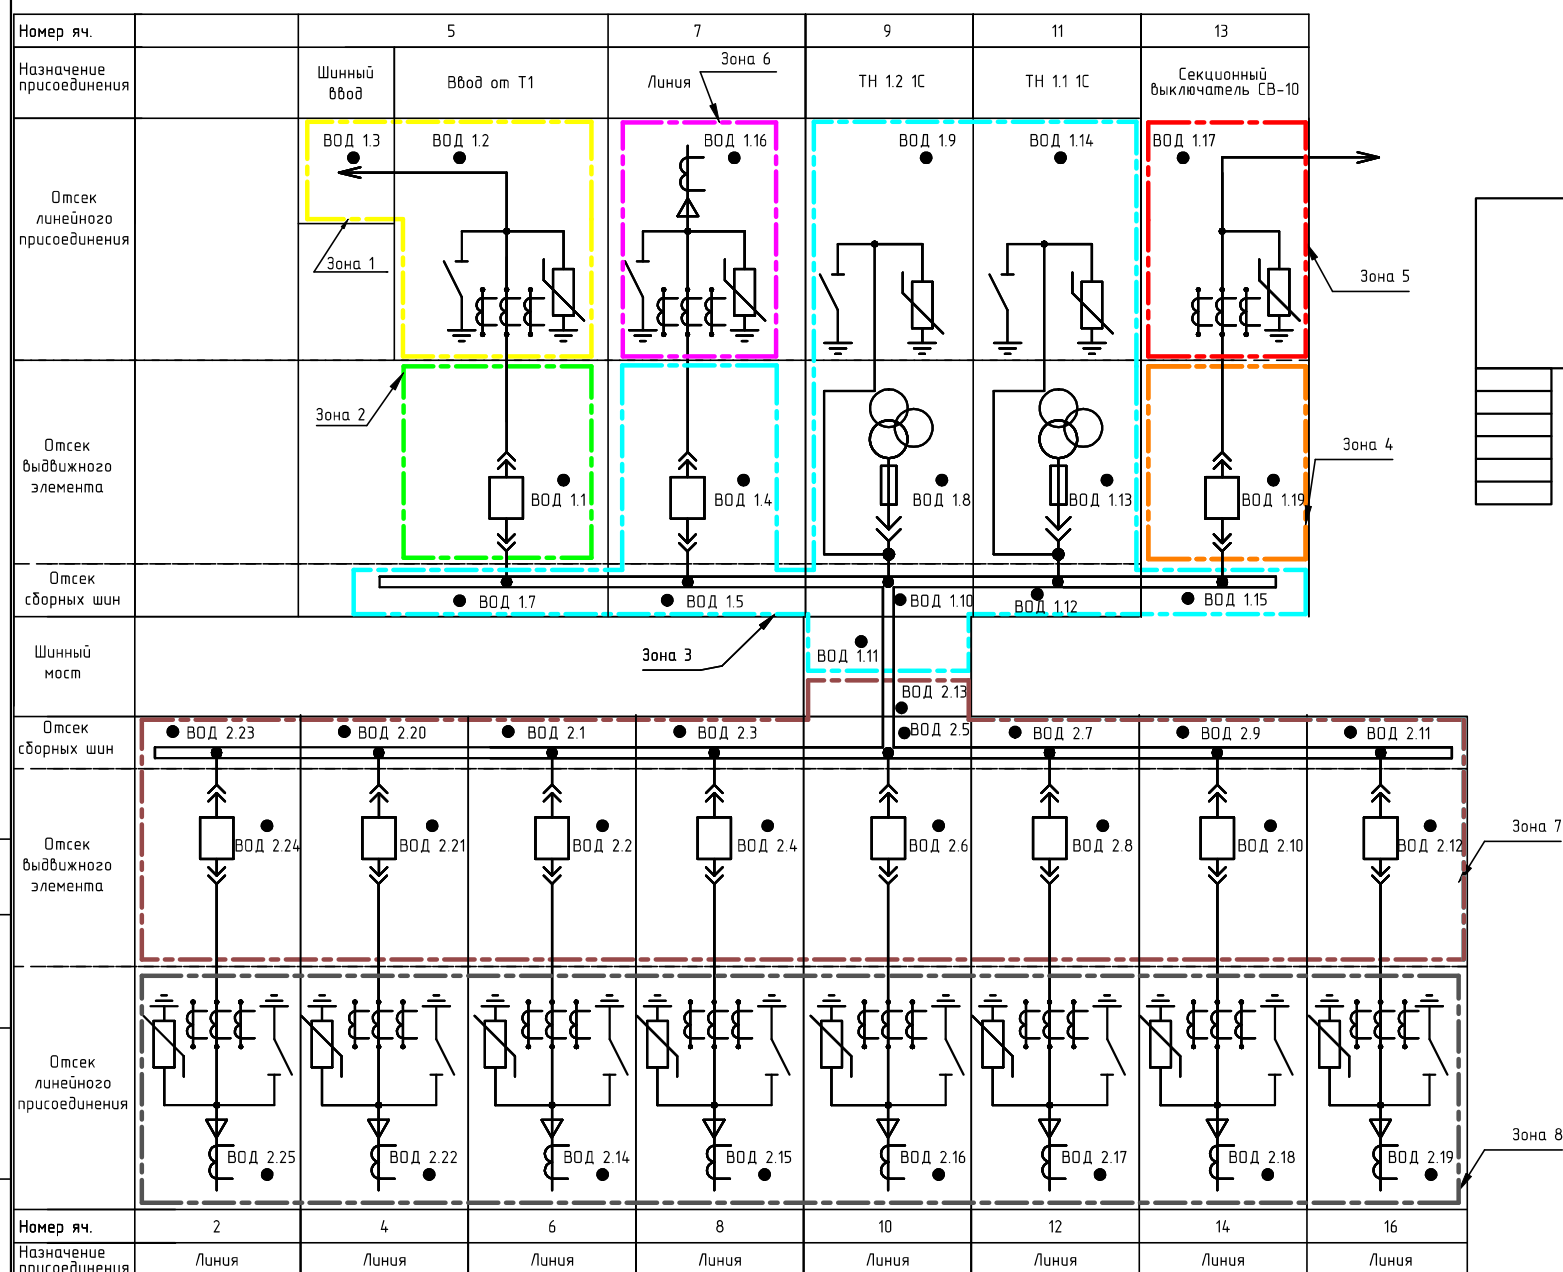 Номер яч.
5
7
9
11
13
Назначение
присоединения
Шинный
ввод
Ввод от Т1
Линия
Зона 6
ТН 1.2 1С
ТН 1.1 1С
Секционный
выключатель СВ-10
Отсек
линейного
присоединения
ВОД 1.3
ВОД 1.2
ВОД 1.16
ВОД 1.9
ВОД 1.14
ВОД 1.17
Зона 1
Зона 5
Отсек
выдвижного
элемента
Зона 2
Зона 4
ВОД 1.1
ВОД 1.4
ВОД 1.8
ВОД 1.13
ВОД 1.19
Отсек
сборных шин
ВОД 1.7
ВОД 1.5
ВОД 1.10
ВОД 1.12
ВОД 1.15
Шинный
мост
Зона 3
ВОД 1.11
ВОД 2.13
Отсек
сборных шин
ВОД 2.23
ВОД 2.20
ВОД 2.1
ВОД 2.3
ВОД 2.5
ВОД 2.7
ВОД 2.9
ВОД 2.11
Отсек
выдвижного
элемента
ВОД 2.24
ВОД 2.21
ВОД 2.2
ВОД 2.4
ВОД 2.6
ВОД 2.8
ВОД 2.10
ВОД 2.12
Зона 7
Отсек
линейного
присоединения
ВОД 2.25
ВОД 2.22
ВОД 2.14
ВОД 2.15
ВОД 2.16
ВОД 2.17
ВОД 2.18
ВОД 2.19
Зона 8
Номер яч.
2
4
6
8
10
12
14
16
Назначение
присоединения
Линия
Линия
Линия
Линия
Линия
Линия
Линия
Линия